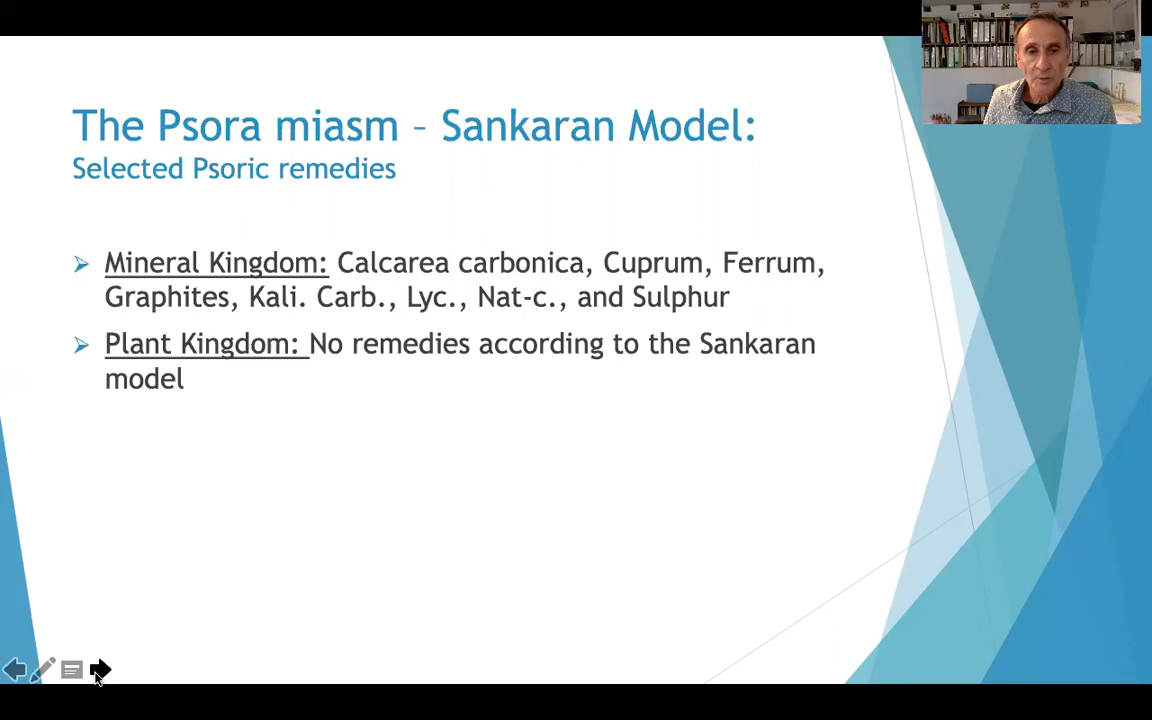 The Psora miasm – Sankaran Model:
Selected Psoric remedies
Mineral Kingdom: Calcarea carbonica, Cuprum, Ferrum,
Graphites, Kali. Carb., Lyc., Nat-c., and Sulphur
Plant Kingdom: No remedies according to the Sankaran
model